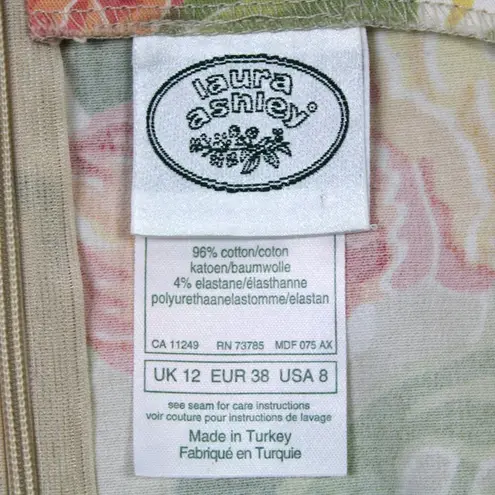 laura
ashley®
96% cotton/coton
katoen/baumwolle
4% elastane/élasthanne
polyurethaanelastomme/elastan
CA 11249 RN 73785 MDF 075 AX
UK 12 EUR 38 USA 8
see seam for care instructions
voir couture pour instructions de lavage
Made in Turkey
Fabriqué en Turquie